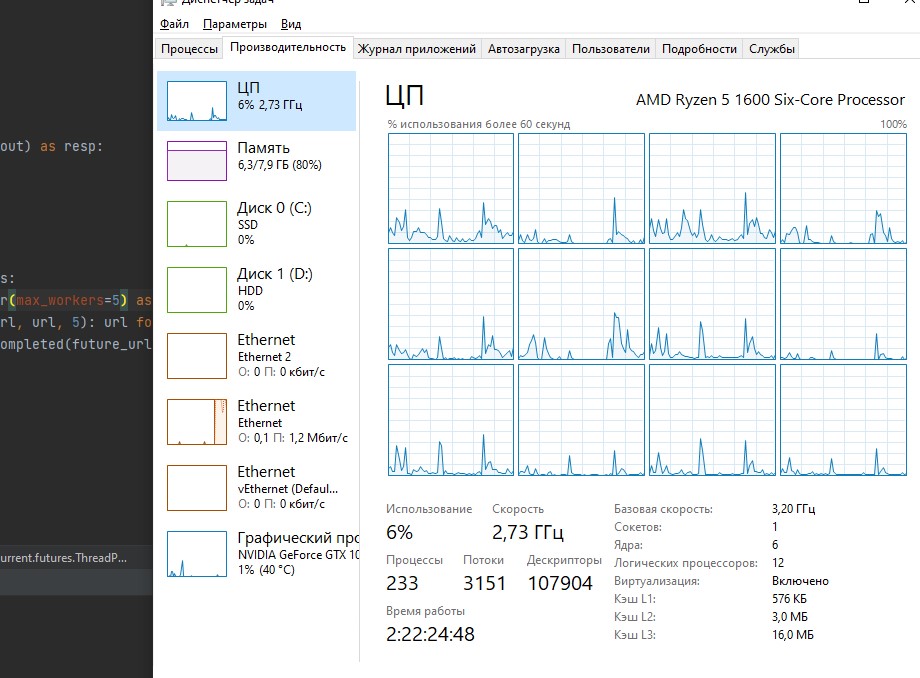 Диспетчер задач
Файл Параметры Вид
Процессы Производительность Журнал приложений Автозагрузка Пользователи Подробности Службы
ЦП
6% 2,73 ГГц
Память
6,3/7,9 ГБ (80%)
Диск 0 (C:)
SSD
0%
Диск 1 (D:)
HDD
0%
Ethernet
Ethernet 2
О: 0 П: 0 кбит/с
Ethernet
Ethernet
О: 0,1 П: 1,2 Мбит/с
Ethernet
vEthernet (Defaul...
О: 0 П: 0 кбит/с
Графический про
NVIDIA GeForce GTX 10
1% (40 °C)
ЦП
AMD Ryzen 5 1600 Six-Core Processor
% использования более 60 секунд
100%
Использование Скорость
6% 2,73 ГГц
Процессы Потоки Дескрипторы
233 3151 107904
Время работы
2:22:24:48
Базовая скорость: 3,20 ГГц
Сокетов: 1
Ядра: 6
Логических процессоров: 12
Виртуализация: Включено
Кэш L1: 576 КБ
Кэш L2: 3,0 МБ
Кэш L3: 16,0 МБ
out) as resp:
s:
r(max_workers=5) as
rl, url, 5): url fo
ompleted(future_url
urrent.futures.ThreadP...